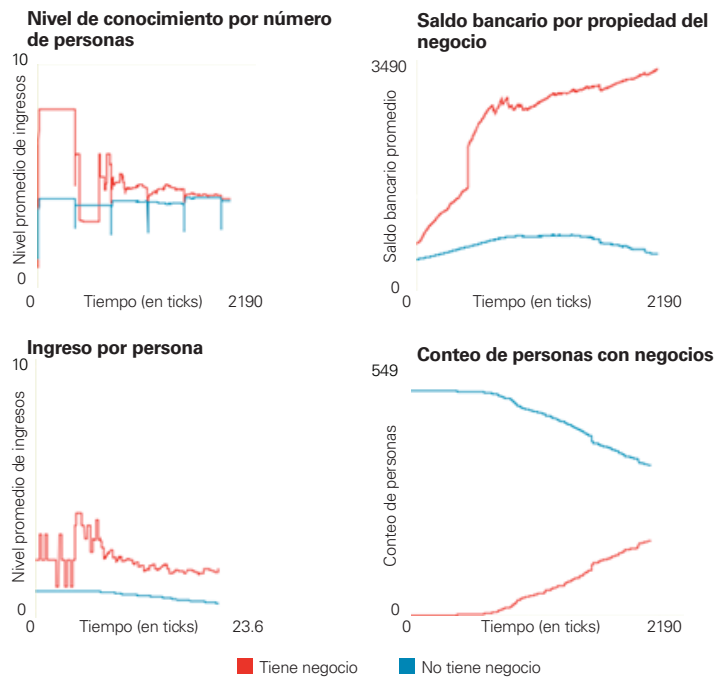 Nivel de conocimiento por número
de personas
10
Nivel promedio de ingresos
0
0
Tiempo (en ticks)
2190
Saldo bancario por propiedad del
negocio
3490
Saldo bancario promedio
0
0
Tiempo (en ticks)
2190
Ingreso por persona
10
Nivel promedio de ingresos
0
0
Tiempo (en ticks)
23.6
Conteo de personas con negocios
549
Conteo de personas
0
0
Tiempo (en ticks)
2190
Tiene negocio
No tiene negocio